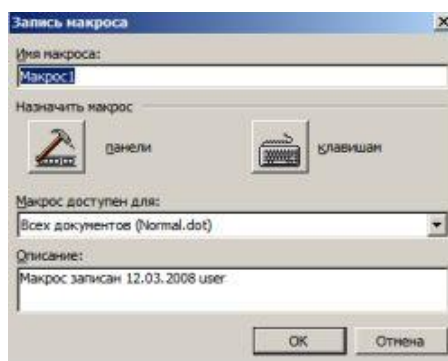 Запись макроса
Имя макроса:
Макрос1
Назначить макрос
панели
клавишам
Макрос доступен для:
Всех документов (Normal.dot)
Описание:
Макрос записан 12.03.2008 user
OK
Отмена